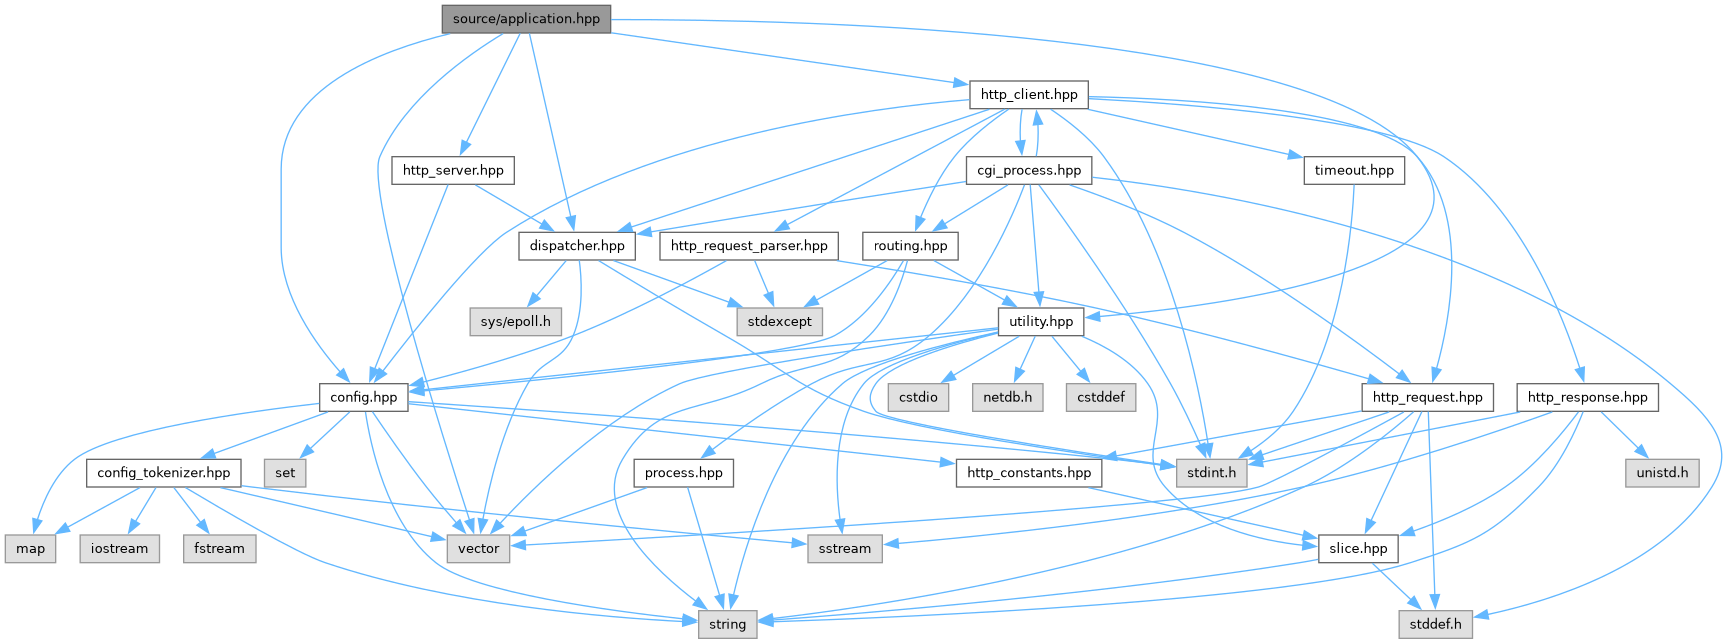 source/application.hpp
http_client.hpp
http_server.hpp
cgi_process.hpp
timeout.hpp
dispatcher.hpp
http_request_parser.hpp
routing.hpp
sys/epoll.h
stdexcept
utility.hpp
config.hpp
cstdio
netdb.h
cstddef
http_request.hpp
http_response.hpp
config_tokenizer.hpp
set
process.hpp
http_constants.hpp
stdint.h
unistd.h
map
iostream
fstream
vector
sstream
slice.hpp
string
stddef.h